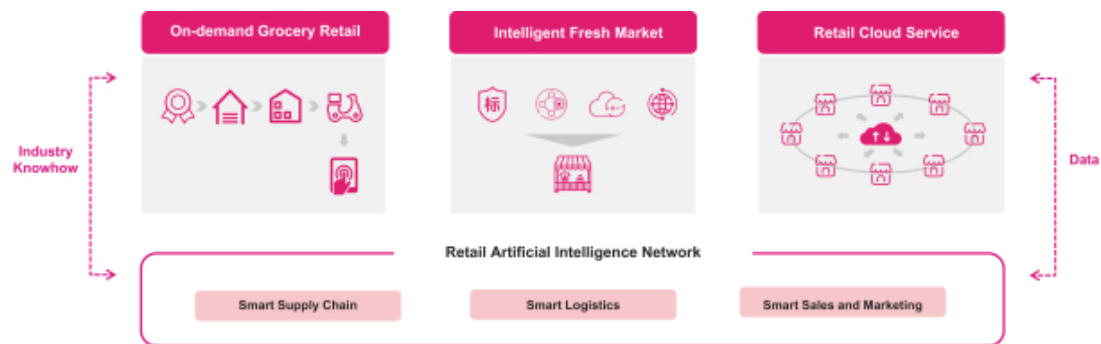 On-demand Grocery Retail
Intelligent Fresh Market
Retail Cloud Service
标
Industry
Knowhow
Data
Retail Artificial Intelligence Network
Smart Supply Chain
Smart Logistics
Smart Sales and Marketing